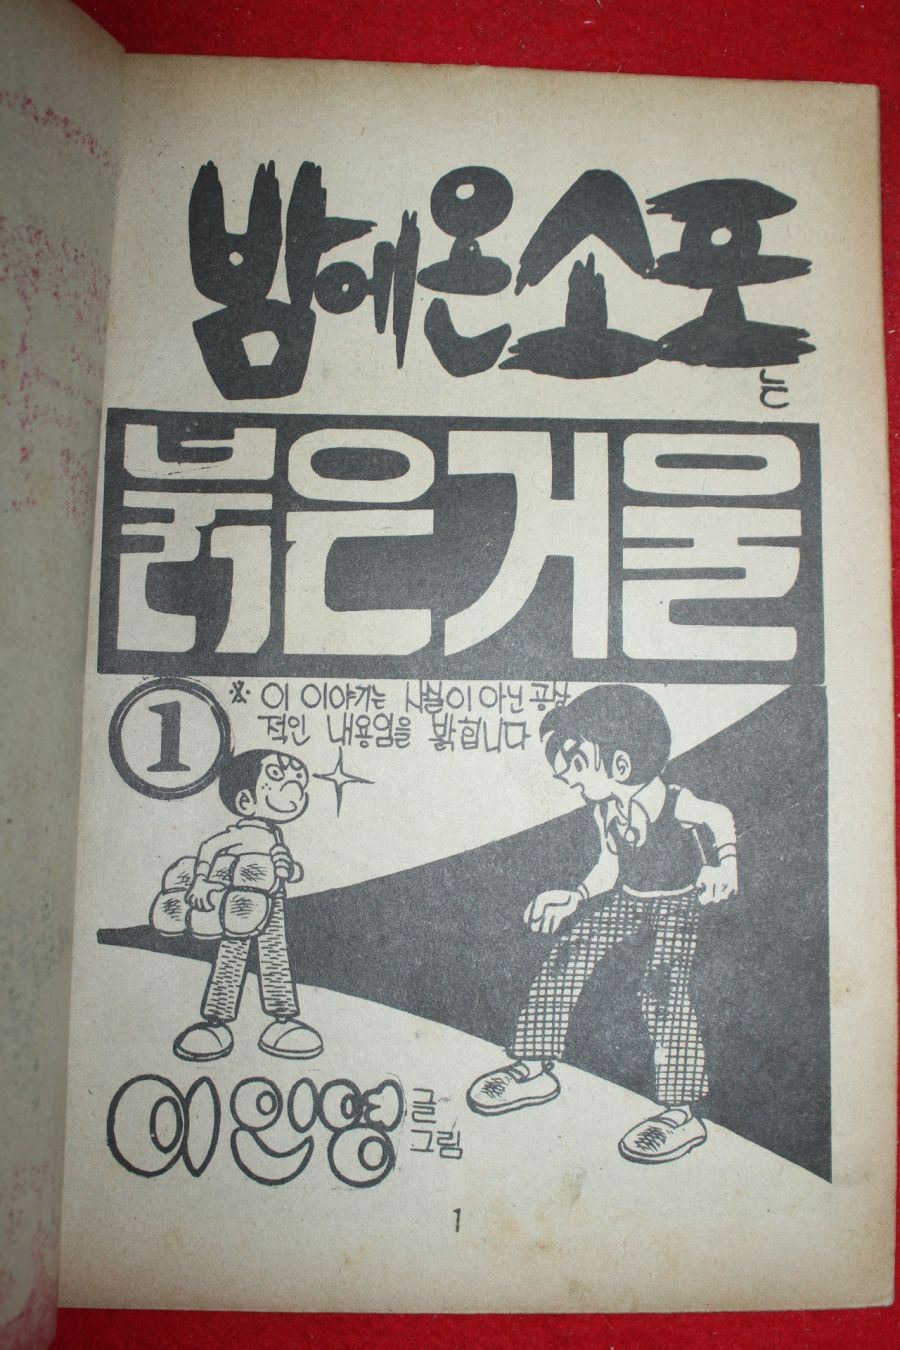 밤에온소포
는
붉은거물
1
※ 이 이야기는 사실이 아닌 공상
적인 내용임을 밝힙니다
이인영
글
그림
1